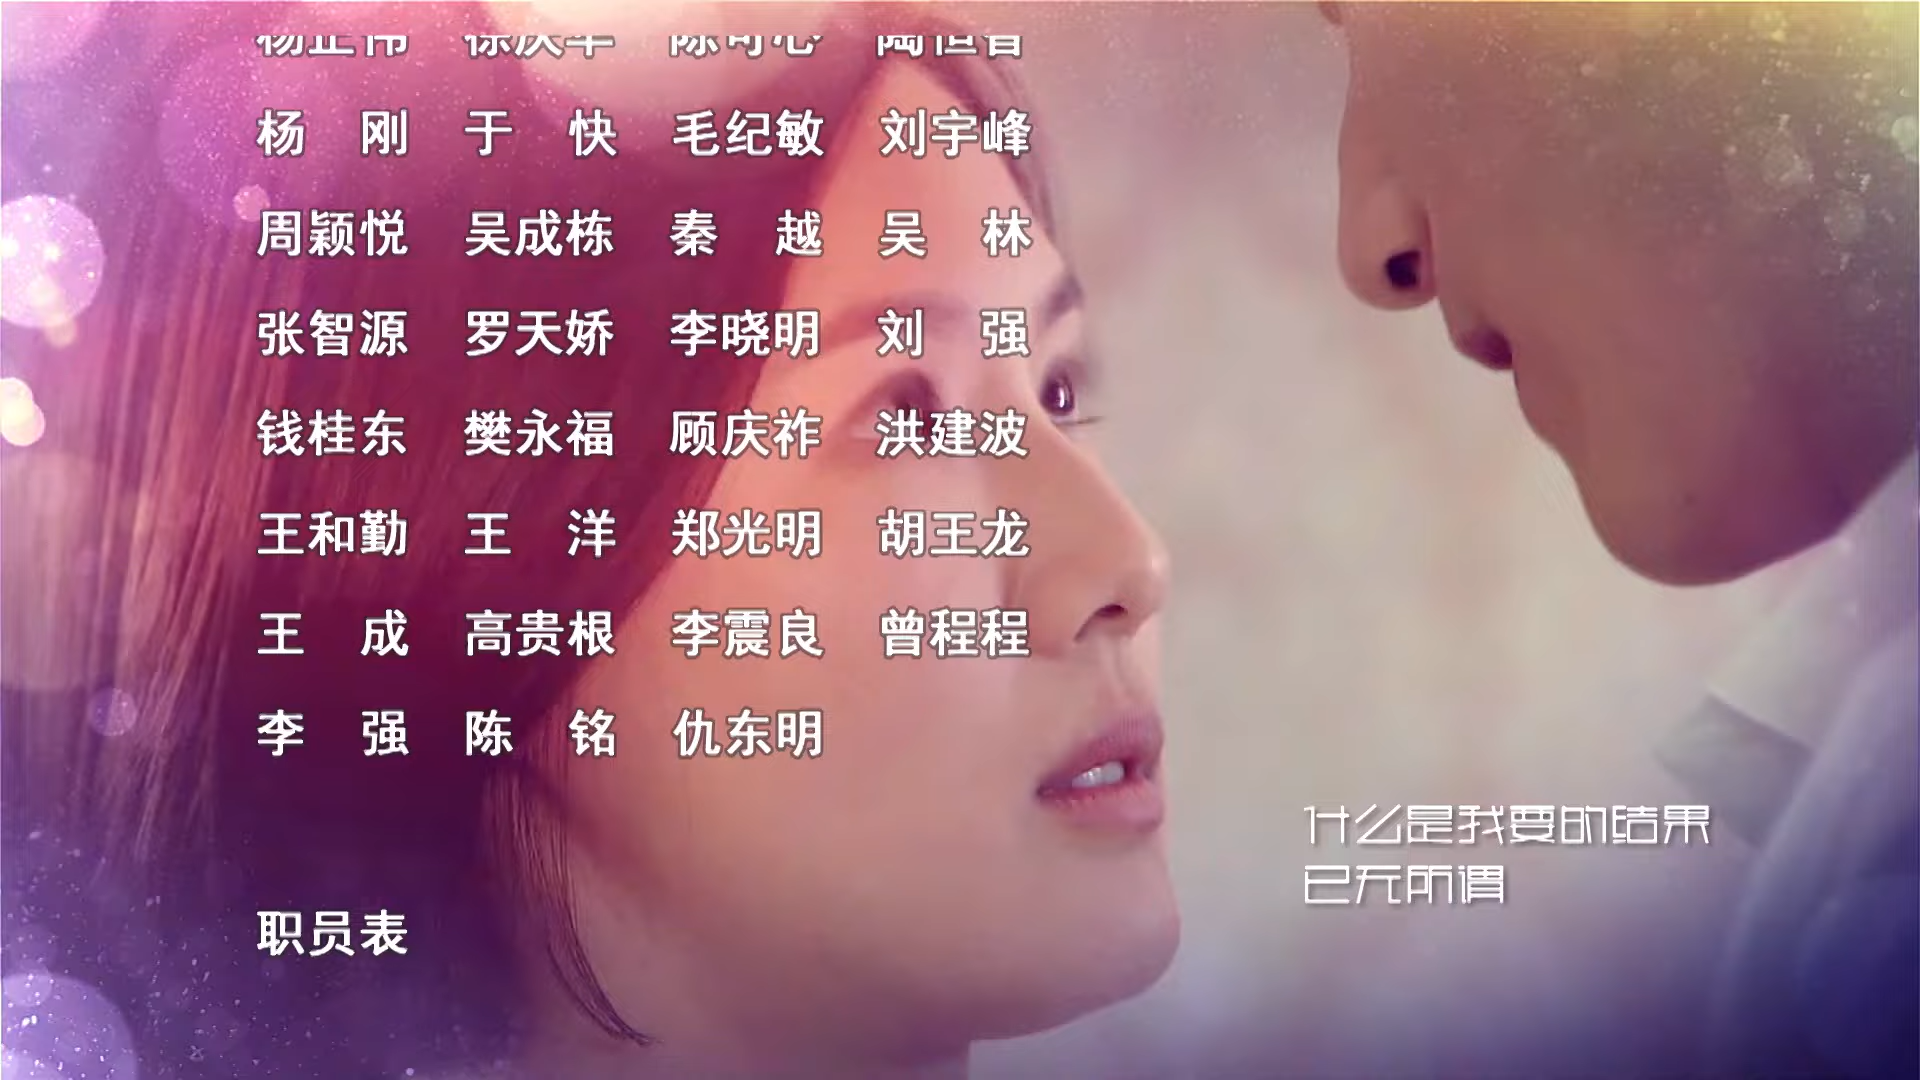 杨 刚 于 快 毛纪敏 刘宇峰
周颖悦 吴成栋 秦 越 吴 林
张智源 罗天娇 李晓明 刘 强
钱桂东 樊永福 顾庆祚 洪建波
王和勤 王 洋 郑光明 胡王龙
王 成 高贵根 李震良 曾程程
李 强 陈 铭 仇东明
什么是我要的结果
已无所谓
职员表